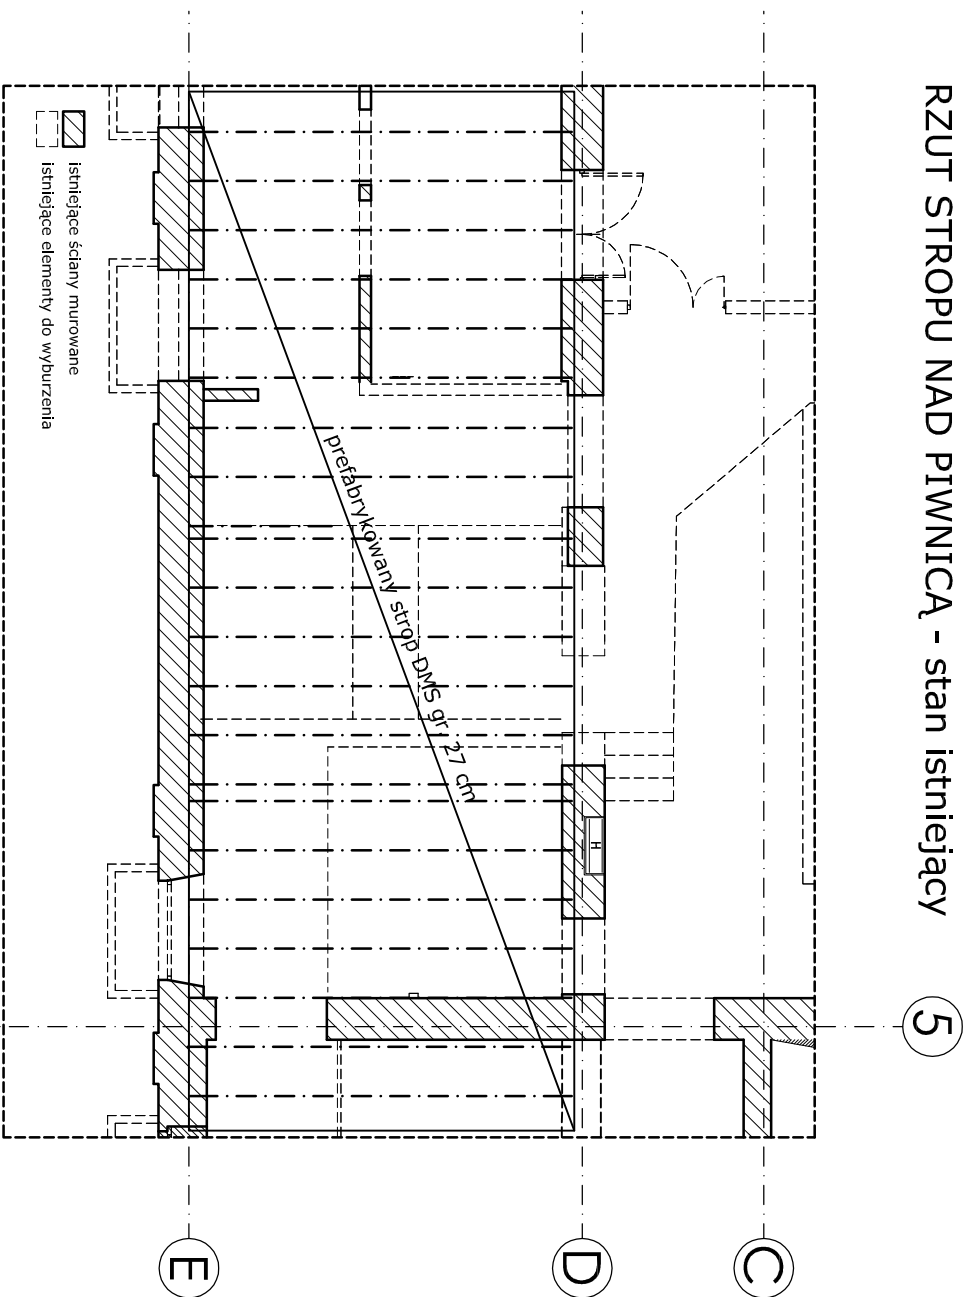 RZUT STROPU NAD PIWNICĄ - stan istniejący
5
prefabrykowany strop DMS gr. 27 cm
H
C
D
E
istniejące ściany murowane
istniejące elementy do wyburzenia